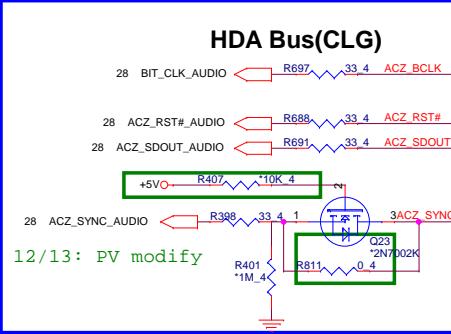 HDA Bus(CLG)
28 BIT_CLK_AUDIO R697 33_4 ACZ_BCLK
28 ACZ_RST#_AUDIO R688 33_4 ACZ_RST#
28 ACZ_SDOUT_AUDIO R691 33_4 ACZ_SDOUT
+5V R407 *10K_4 2
28 ACZ_SYNC_AUDIO R398 33_4 1 3 ACZ_SYNC
Q23
12/13: PV modify *2N7002K
R401 R811 0_4
*1M_4